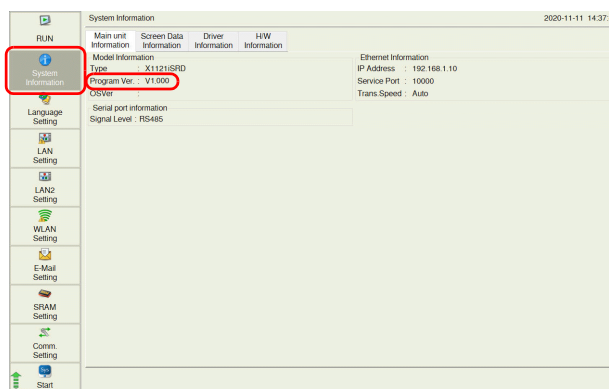 System Information
2020-11-11 14:37:
RUN
System
Information
Language
Setting
LAN
Setting
LAN2
Setting
WLAN
Setting
E-Mail
Setting
SRAM
Setting
Comm.
Setting
Sys
Start
Main unit
Information
Screen Data
Information
Driver
Information
H/W
Information
Model Information
Type : X1121iSRD
Program Ver. : V1.000
OSVer :
Serial port information
Signal Level : RS485
Ethernet Information
IP Address : 192.168.1.10
Service Port : 10000
Trans.Speed : Auto